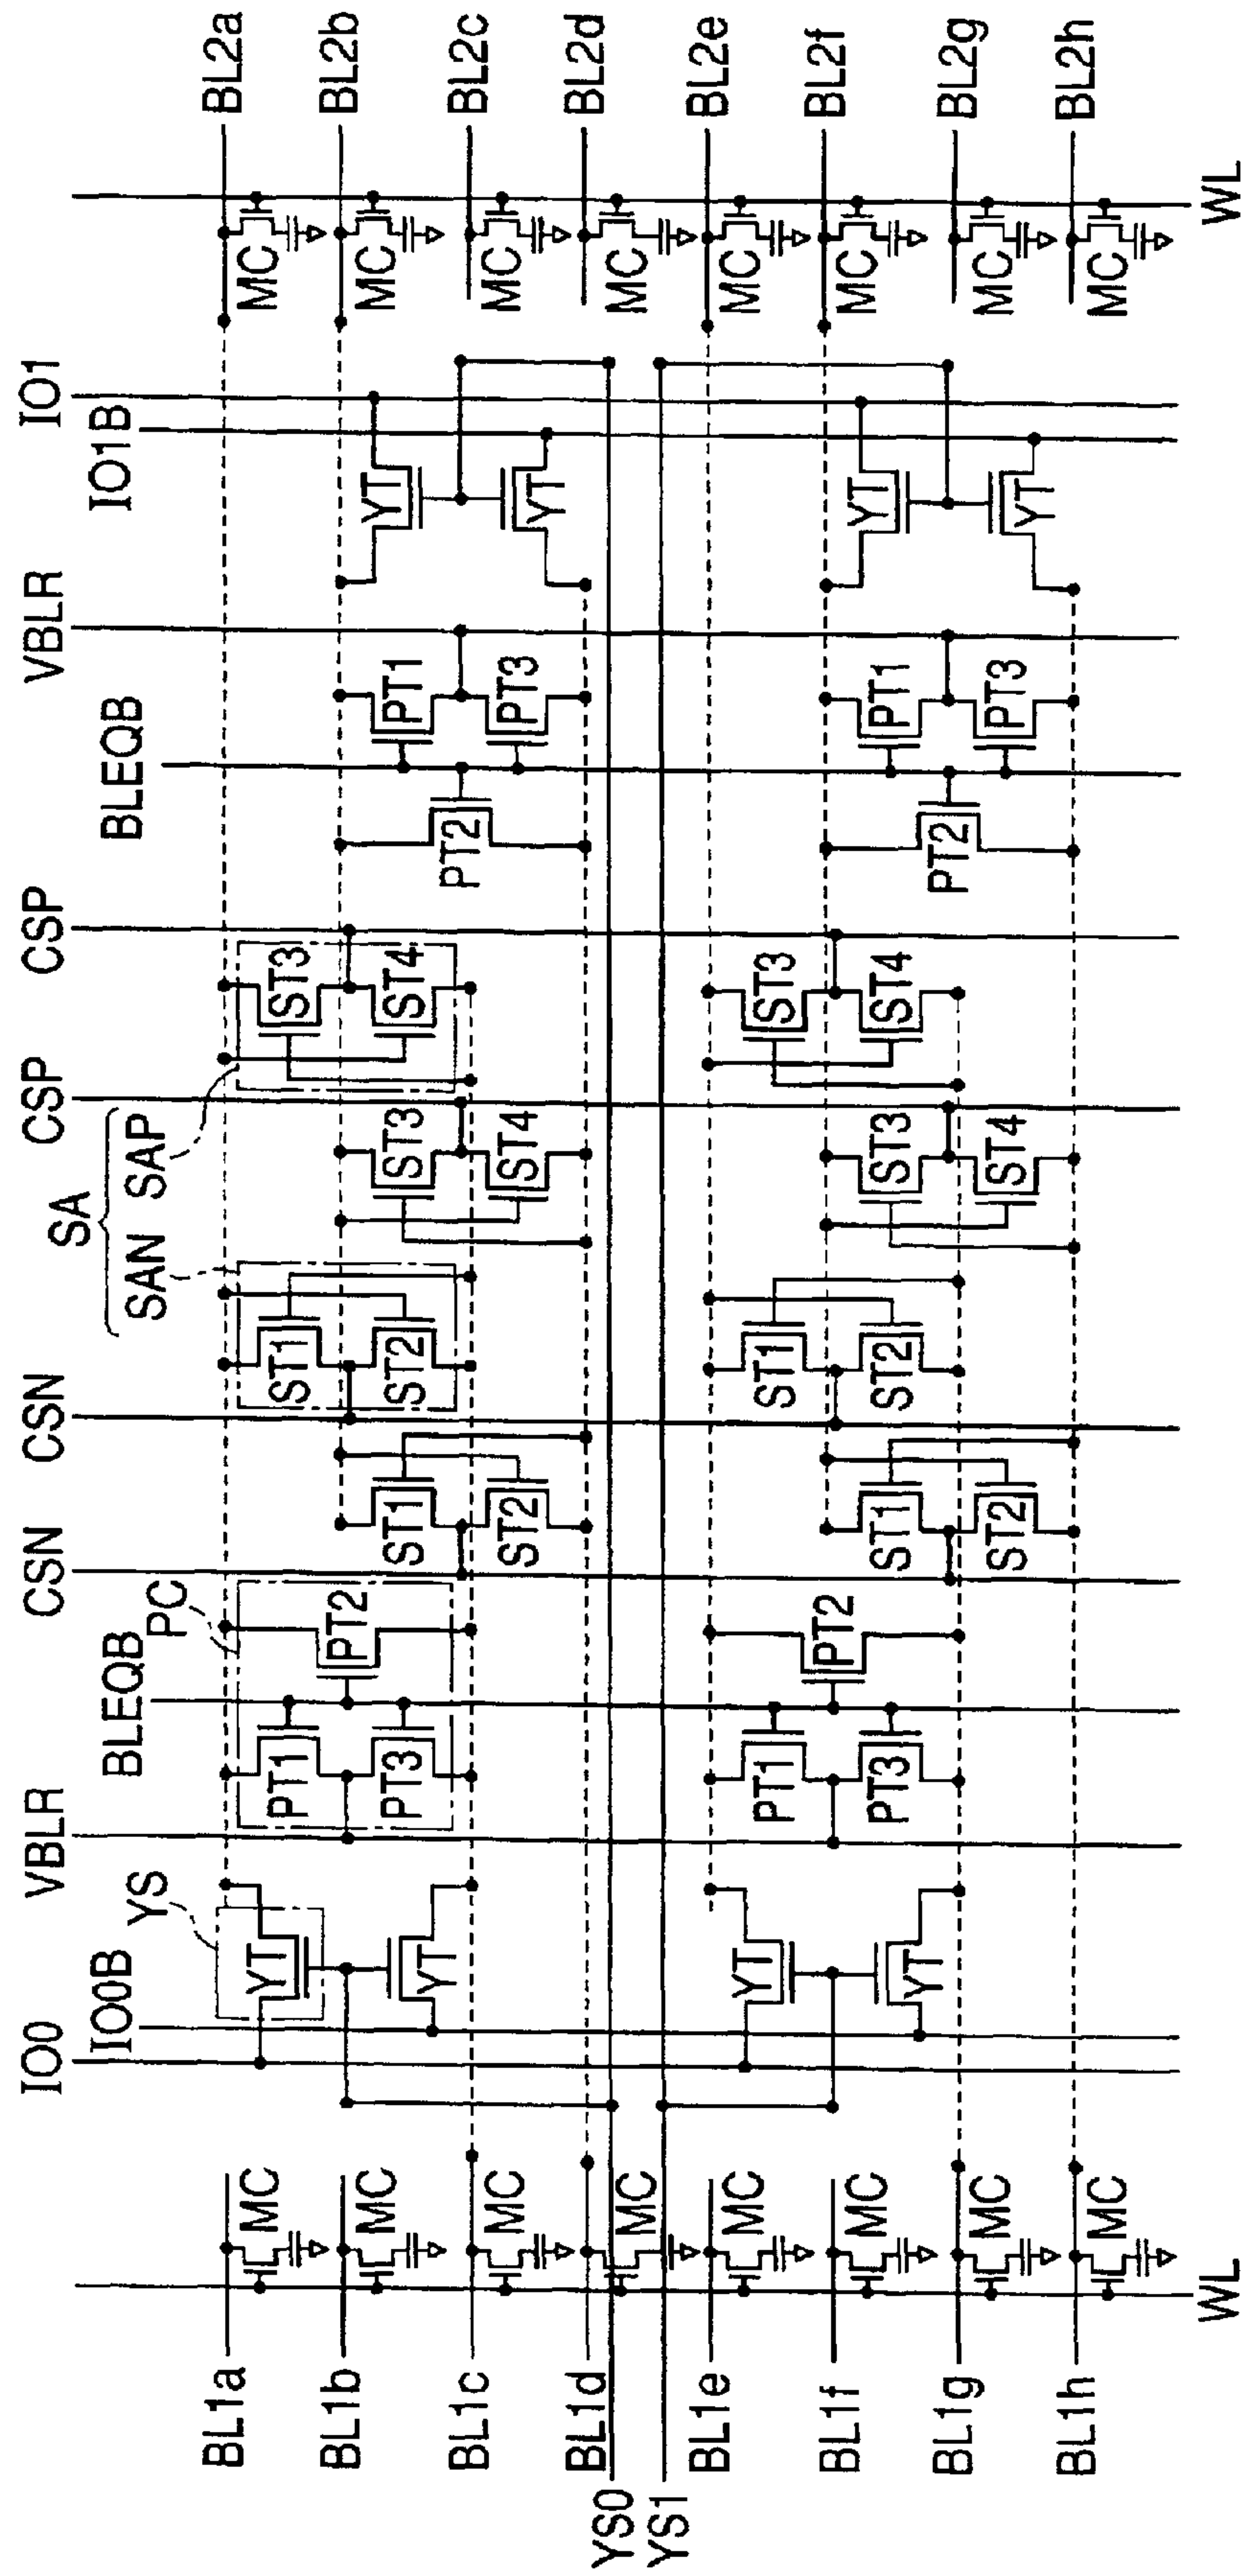 IO0 VBLR CSN CSN SA CSP CSP VBLR IO1
IO0B YS BLEQB PC SAN SAP BLEQB IO1B
BL1a BL2a
MC YT PT1 ST1 ST3 MC
BL1b PT2 BL2b
MC YT PT3 ST1 ST2 ST3 ST4 PT1 YT MC
BL1c PT2 BL2c
MC ST2 ST4 PT3 YT MC
BL1d BL2d
YS0 MC MC
YS1
BL1e BL2e
MC YT PT1 ST1 ST3 MC
BL1f PT2 BL2f
MC YT PT3 ST1 ST2 ST3 ST4 PT1 YT MC
BL1g PT2 BL2g
MC ST2 ST4 PT3 YT MC
BL1h BL2h
MC MC
WL WL